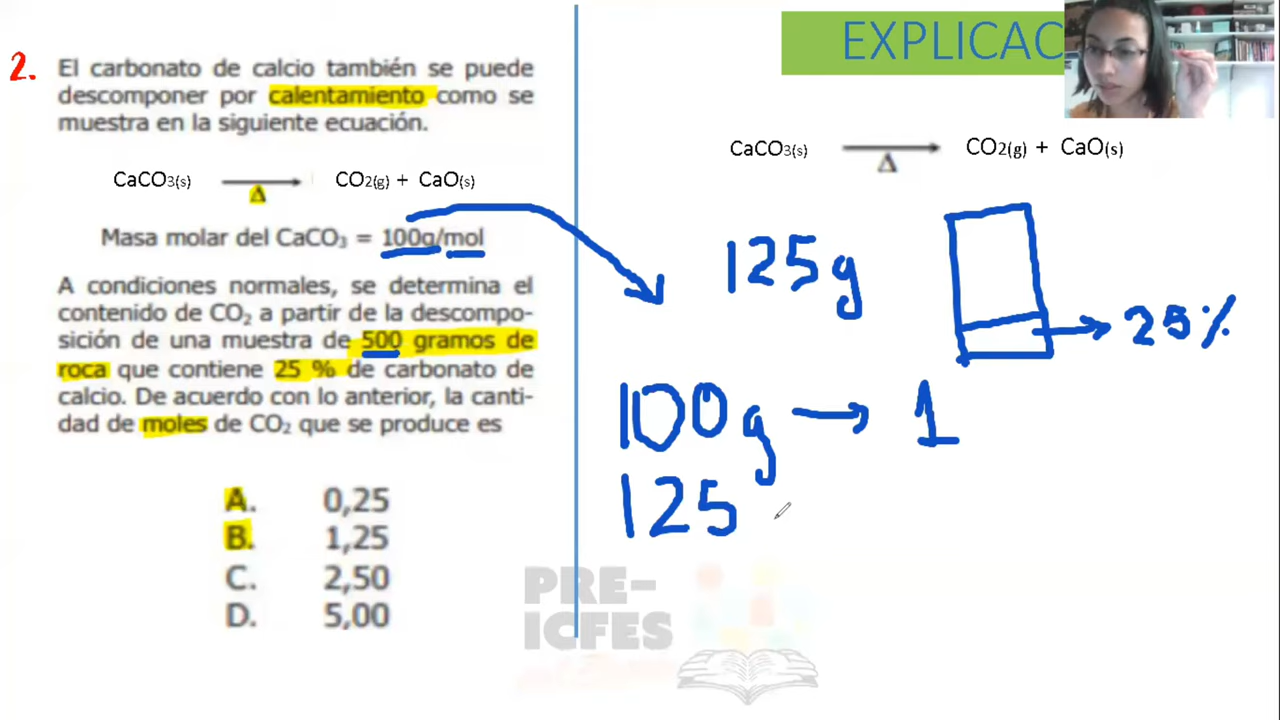 2.
El carbonato de calcio también se puede
descomponer por calentamiento como se
muestra en la siguiente ecuación.
CaCO3(s) → CO2(g) + CaO(s)
Δ
Masa molar del CaCO₃ = 100g/mol
A condiciones normales, se determina el
contenido de CO₂ a partir de la descompo-
sición de una muestra de 500 gramos de
roca que contiene 25 % de carbonato de
calcio. De acuerdo con lo anterior, la canti-
dad de moles de CO₂ que se produce es
A. 0,25
B. 1,25
C. 2,50
D. 5,00
EXPLICAC
CaCO3(s) → CO2(g) + CaO(s)
Δ
125g
25%
100g → 1
125
PRE-
ICFES